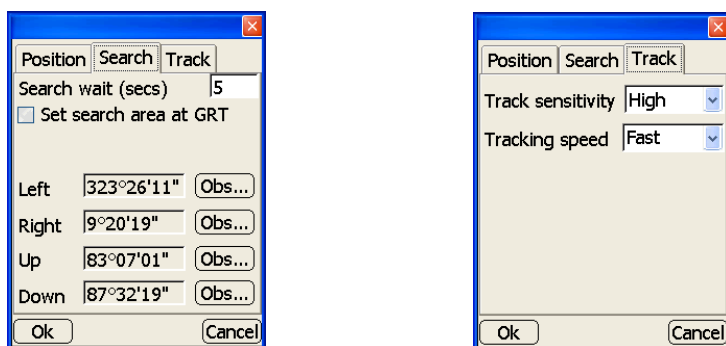 Position Search Track
Search wait (secs) 5
Set search area at GRT
Left 323°26'11" Obs...
Right 9°20'19" Obs...
Up 83°07'01" Obs...
Down 87°32'19" Obs...
Ok Cancel
Position Search Track
Track sensitivity High
Tracking speed Fast
Ok Cancel